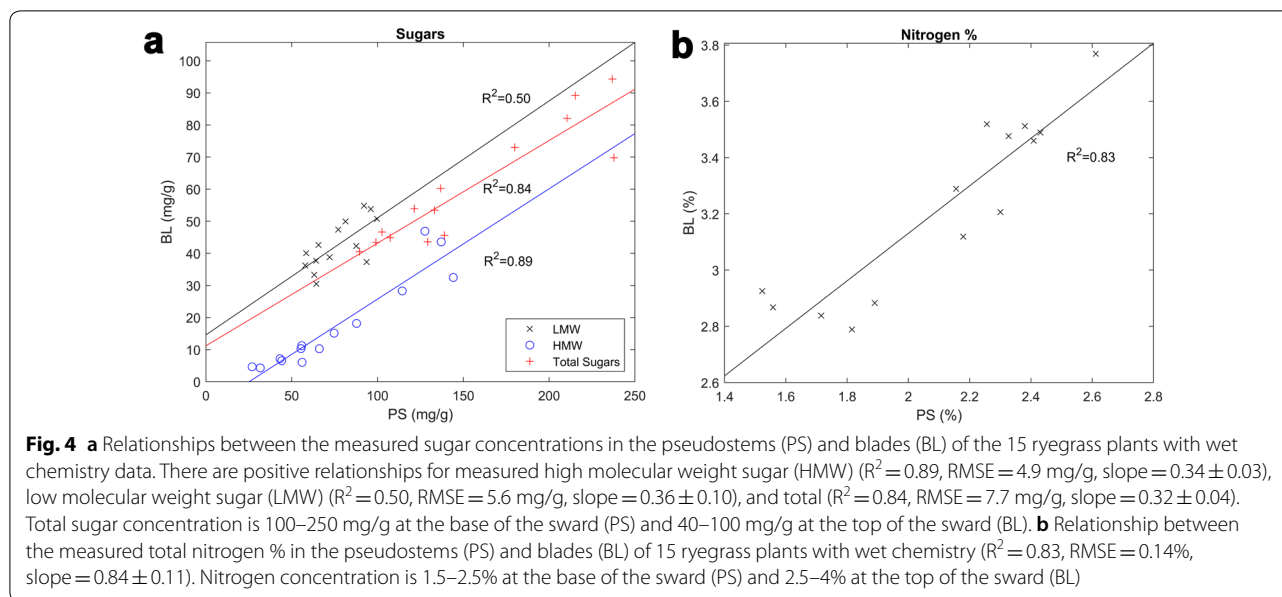 a
Sugars
100
90
80
70
60
50
40
30
20
10
0
BL (mg/g)
R²=0.50
R²=0.84
R²=0.89
LMW
HMW
Total Sugars
0 50 100 150 200 250
PS (mg/g)
b
Nitrogen %
3.8
3.6
3.4
3.2
3
2.8
2.6
BL (%)
R²=0.83
1.4 1.6 1.8 2 2.2 2.4 2.6 2.8
PS (%)
Fig. 4 a Relationships between the measured sugar concentrations in the pseudostems (PS) and blades (BL) of the 15 ryegrass plants with wet
chemistry data. There are positive relationships for measured high molecular weight sugar (HMW) (R² = 0.89, RMSE = 4.9 mg/g, slope = 0.34 ± 0.03),
low molecular weight sugar (LMW) (R² = 0.50, RMSE = 5.6 mg/g, slope = 0.36 ± 0.10), and total (R² = 0.84, RMSE = 7.7 mg/g, slope = 0.32 ± 0.04).
Total sugar concentration is 100–250 mg/g at the base of the sward (PS) and 40–100 mg/g at the top of the sward (BL). b Relationship between
the measured total nitrogen % in the pseudostems (PS) and blades (BL) of 15 ryegrass plants with wet chemistry (R² = 0.83, RMSE = 0.14%,
slope = 0.84 ± 0.11). Nitrogen concentration is 1.5–2.5% at the base of the sward (PS) and 2.5–4% at the top of the sward (BL)